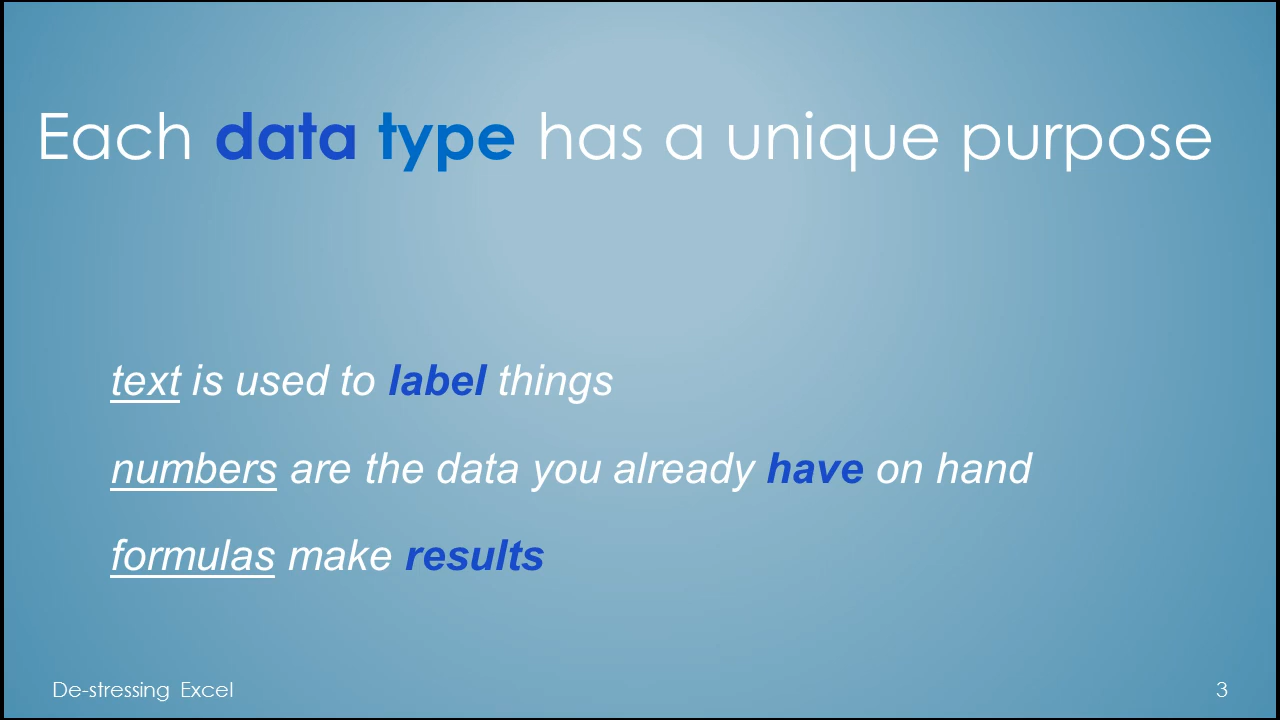 Each data type has a unique purpose
text is used to label things
numbers are the data you already have on hand
formulas make results
De-stressing Excel
3